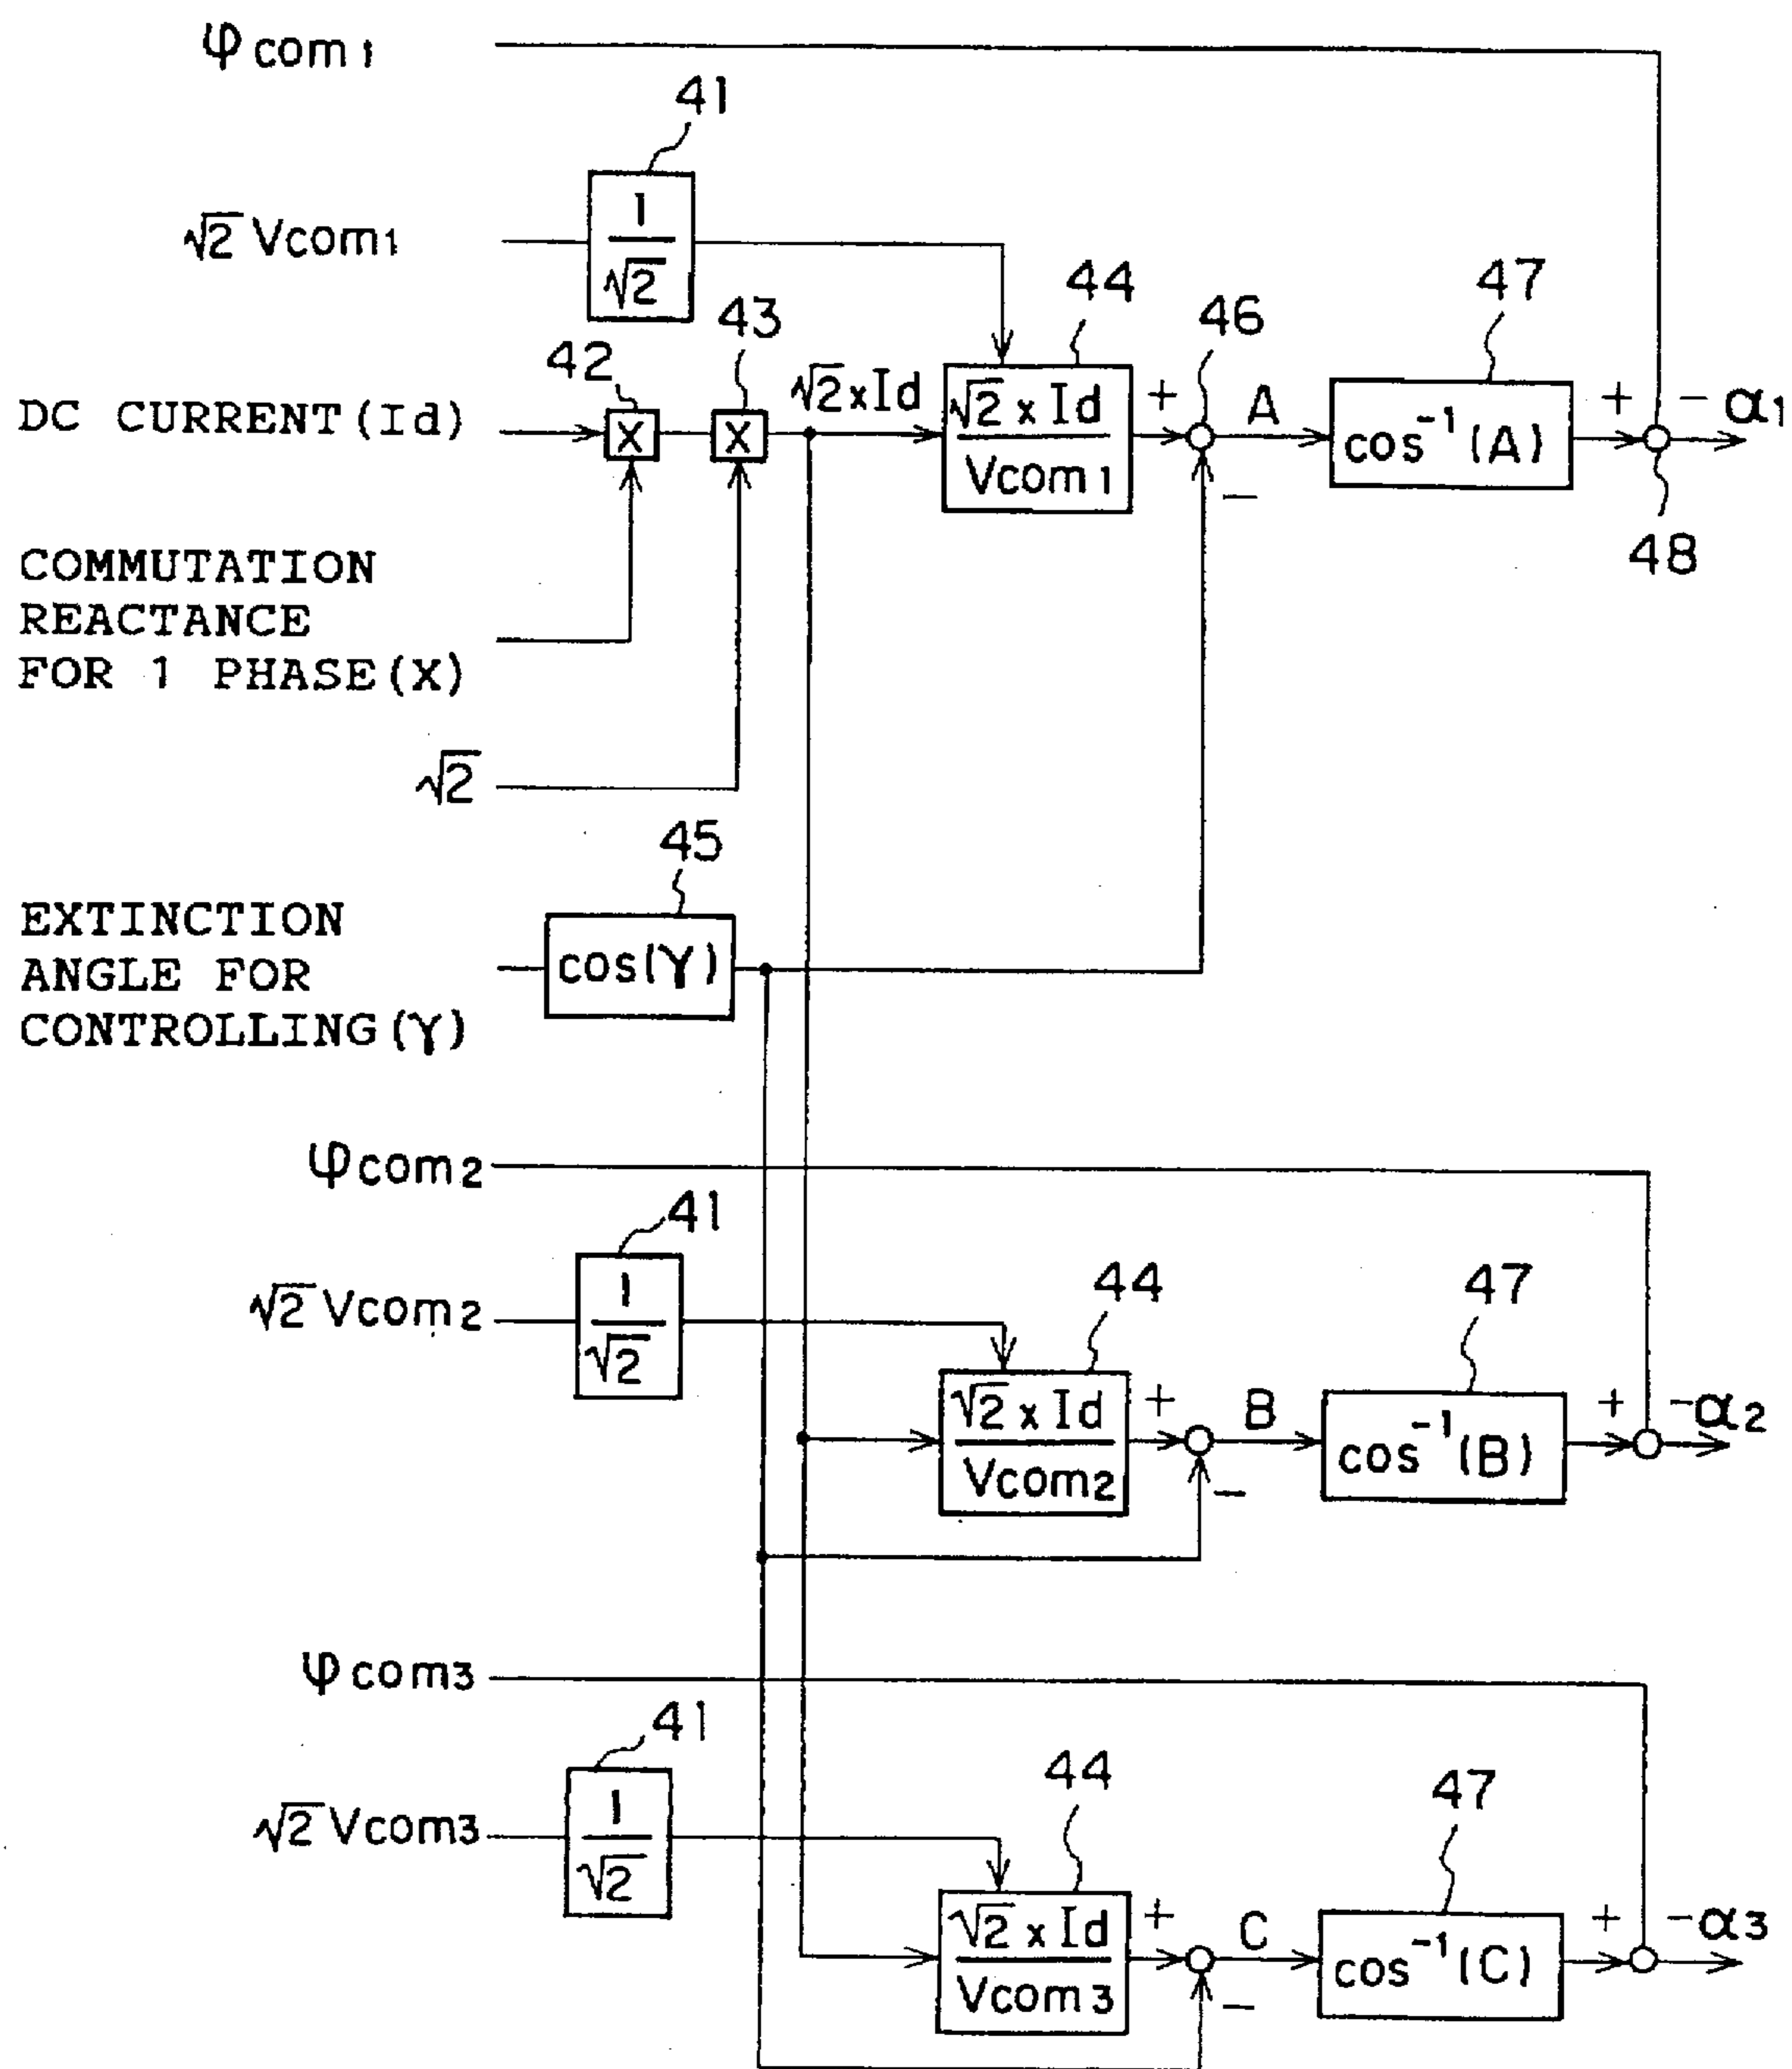 φcom1
41
√2 Vcom1
1
√2
42
43
44
46
47
DC CURRENT(Id)
X
X
√2xId
√2 x Id
Vcom1
+
A
−
cos⁻¹(A)
+
−
α1
48
COMMUTATION
REACTANCE
FOR 1 PHASE(X)
√2
45
EXTINCTION
ANGLE FOR
CONTROLLING(γ)
cos(γ)
φcom2
41
√2 Vcom2
1
√2
44
47
√2 x Id
Vcom2
+
B
−
cos⁻¹(B)
+
−
α2
φcom3
41
√2 Vcom3
1
√2
44
47
√2 x Id
Vcom3
+
C
−
cos⁻¹(C)
+
−
α3